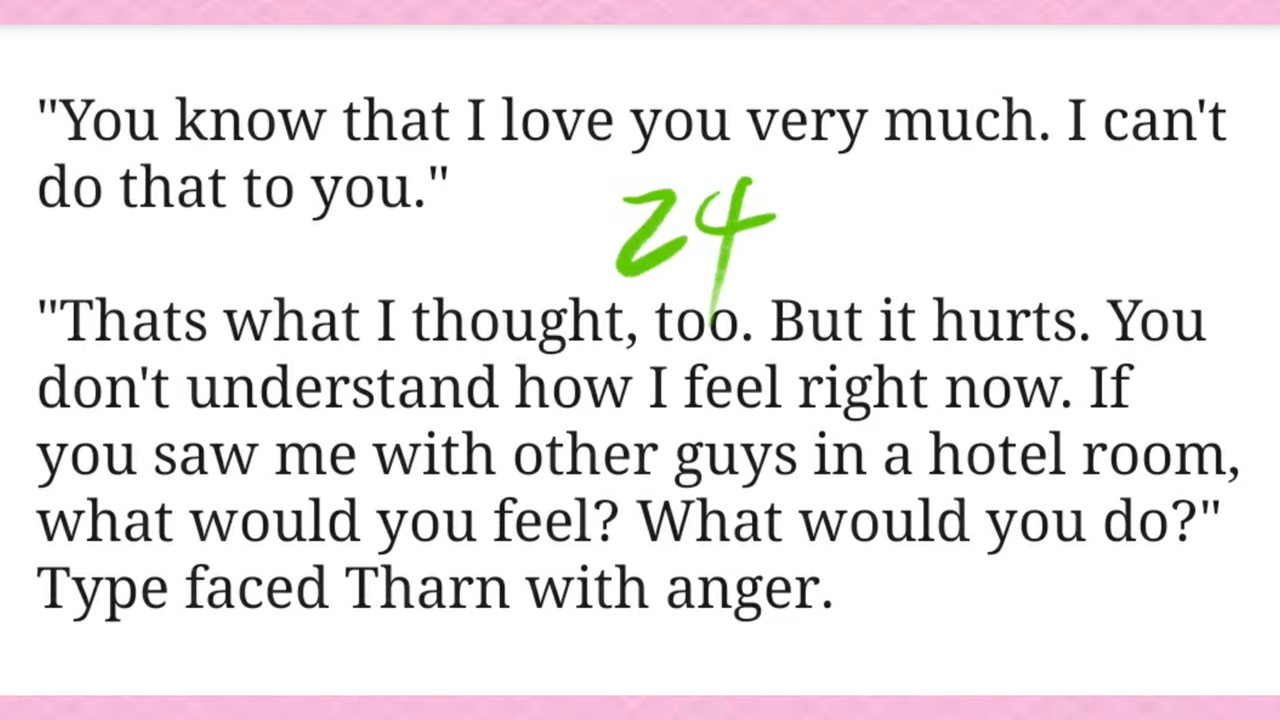 "You know that I love you very much. I can't
do that to you."
24
"Thats what I thought, too. But it hurts. You
don't understand how I feel right now. If
you saw me with other guys in a hotel room,
what would you feel? What would you do?"
Type faced Tharn with anger.